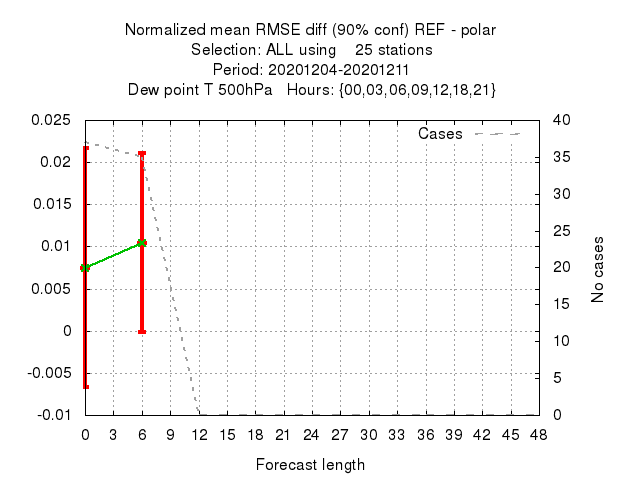 Normalized mean RMSE diff (90% conf) REF - polar
Selection: ALL using 25 stations
Period: 20201204-20201211
Dew point T 500hPa Hours: {00,03,06,09,12,18,21}
Cases
0.025
0.02
0.015
0.01
0.005
0
-0.005
-0.01
40
35
30
25
20
15
10
5
0
No cases
0 3 6 9 12 15 18 21 24 27 30 33 36 39 42 45 48
Forecast length